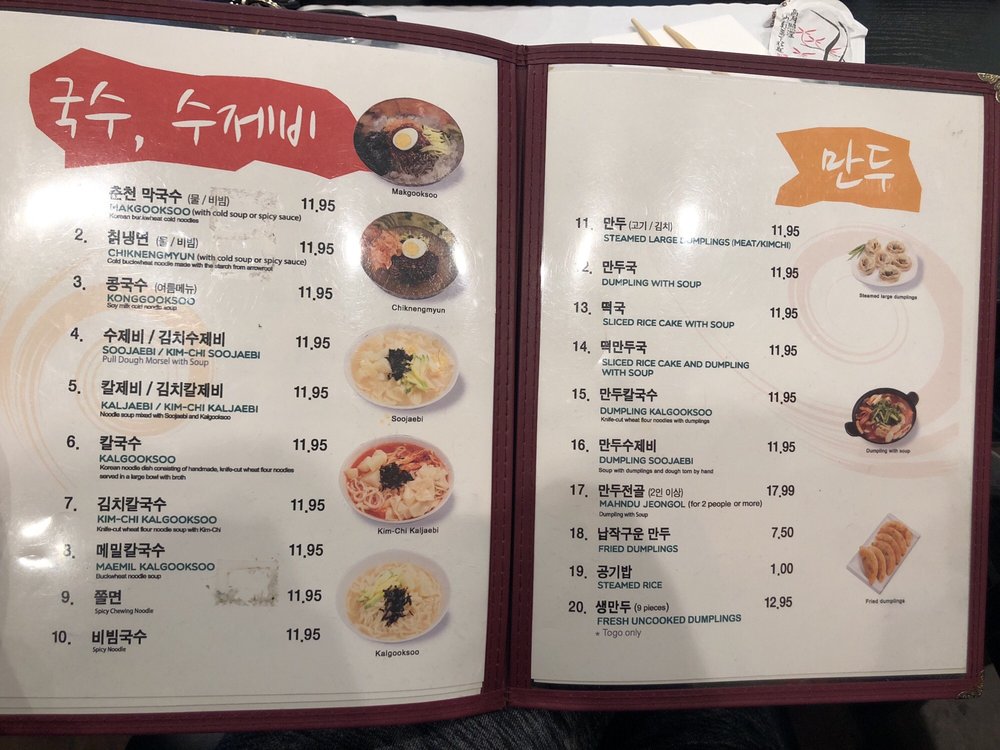 국수, 수제비
춘천 막국수 (물 / 비빔) 11.95
MAKGOOKSOO (with cold soup or spicy sauce)
Korean buckwheat cold noodles
2. 칡냉면 (물 / 비빔) 11.95
CHIKNENGMYUN (with cold soup or spicy sauce)
Cold buckwheat noodle made with the starch from arrowroot
3. 콩국수 (여름메뉴) 11.95
KONGGOOKSOO
Soy milk cold noodle soup
4. 수제비 / 김치수제비 11.95
SOOJAEBI / KIM-CHI SOOJAEBI
Pull Dough Morsel with Soup
5. 칼제비 / 김치칼제비 11.95
KALJAEBI / KIM-CHI KALJAEBI
Noodle soup mixed with Soojaebi and Kalgooksoo
6. 칼국수 11.95
KALGOOKSOO
Korean noodle dish consisting of handmade, knife-cut wheat flour noodles
served in a large bowl with broth
7. 김치칼국수 11.95
KIM-CHI KALGOOKSOO
Knife-cut wheat flour noodle soup with Kim-Chi
8. 메밀칼국수 11.95
MAEMIL KALGOOKSOO
Buckwheat noodle soup
9. 쫄면 11.95
Spicy Chewing Noodle
10. 비빔국수 11.95
Spicy Noodle
Makgooksoo
Chiknengmyun
Soojaebi
Kim-Chi Kaljaebi
Kalgooksoo
만두
11. 만두 (고기 / 김치) 11.95
STEAMED LARGE DUMPLINGS (MEAT/KIMCHI)
12. 만두국 11.95
DUMPLING WITH SOUP
13. 떡국 11.95
SLICED RICE CAKE WITH SOUP
14. 떡만두국 11.95
SLICED RICE CAKE AND DUMPLING
WITH SOUP
15. 만두칼국수 11.95
DUMPLING KALGOOKSOO
Knife-cut wheat flour noodles with dumplings
16. 만두수제비 11.95
DUMPLING SOOJAEBI
Soup with dumplings and dough torn by hand
17. 만두전골 (2인 이상) 17.99
MAHNDU JEONGOL (for 2 people or more)
Dumpling with Soup
18. 납작구운 만두 7.50
FRIED DUMPLINGS
19. 공기밥 1.00
STEAMED RICE
20. 생만두 (9 pieces) 12.95
FRESH UNCOOKED DUMPLINGS
* Togo only
Steamed large dumplings
Dumpling with soup
Fried dumplings